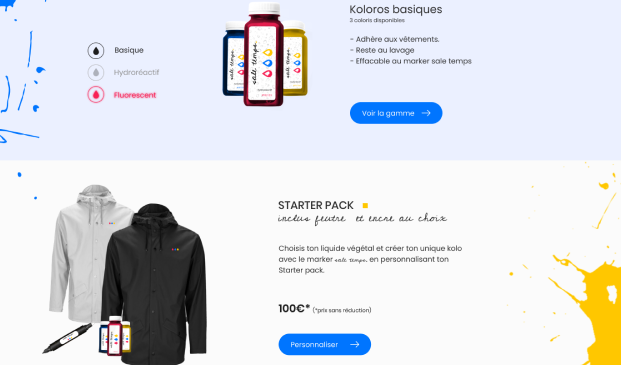 Koloros basiques
3 coloris disponibles
- Adhère aux vêtements.
- Reste au lavage
- Effacable au marker sale temps
Voir la gamme
Basique
Hydroréactif
Fluorescent
sale temps
STARTER PACK
inclus feutre et encre au choix
Choisis ton liquide végétal et créer ton unique kolo
avec le marker sale temps. en personnalisant ton
Starter pack.
100€* (*prix sans réduction)
Personnaliser